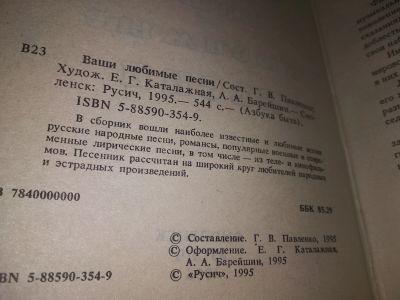 В23
Ваши любимые песни/Сост. Г. В. Павленко;
Худож. Е. Г. Каталажная, А. А. Барейшин.— Смо-
ленск: Русич, 1995.— 544 с.— (Азбука быта).
ISBN 5-88590-354-9.
В сборник вошли наиболее известные и любимые
русские народные песни, романсы, популярные военные и совре-
менные лирические песни, в том числе — из теле- и кинофиль-
мов. Песенник рассчитан на широкий круг любителей народных
и эстрадных произведений.
В 7840000000
ББК 85.29
© Составление. Г. В. Павленко, 1995
© Оформление. Е. Г. Каталажная,
А. А. Барейшин, 1995
© «Русич», 1995
ISBN 5-88590-354-9